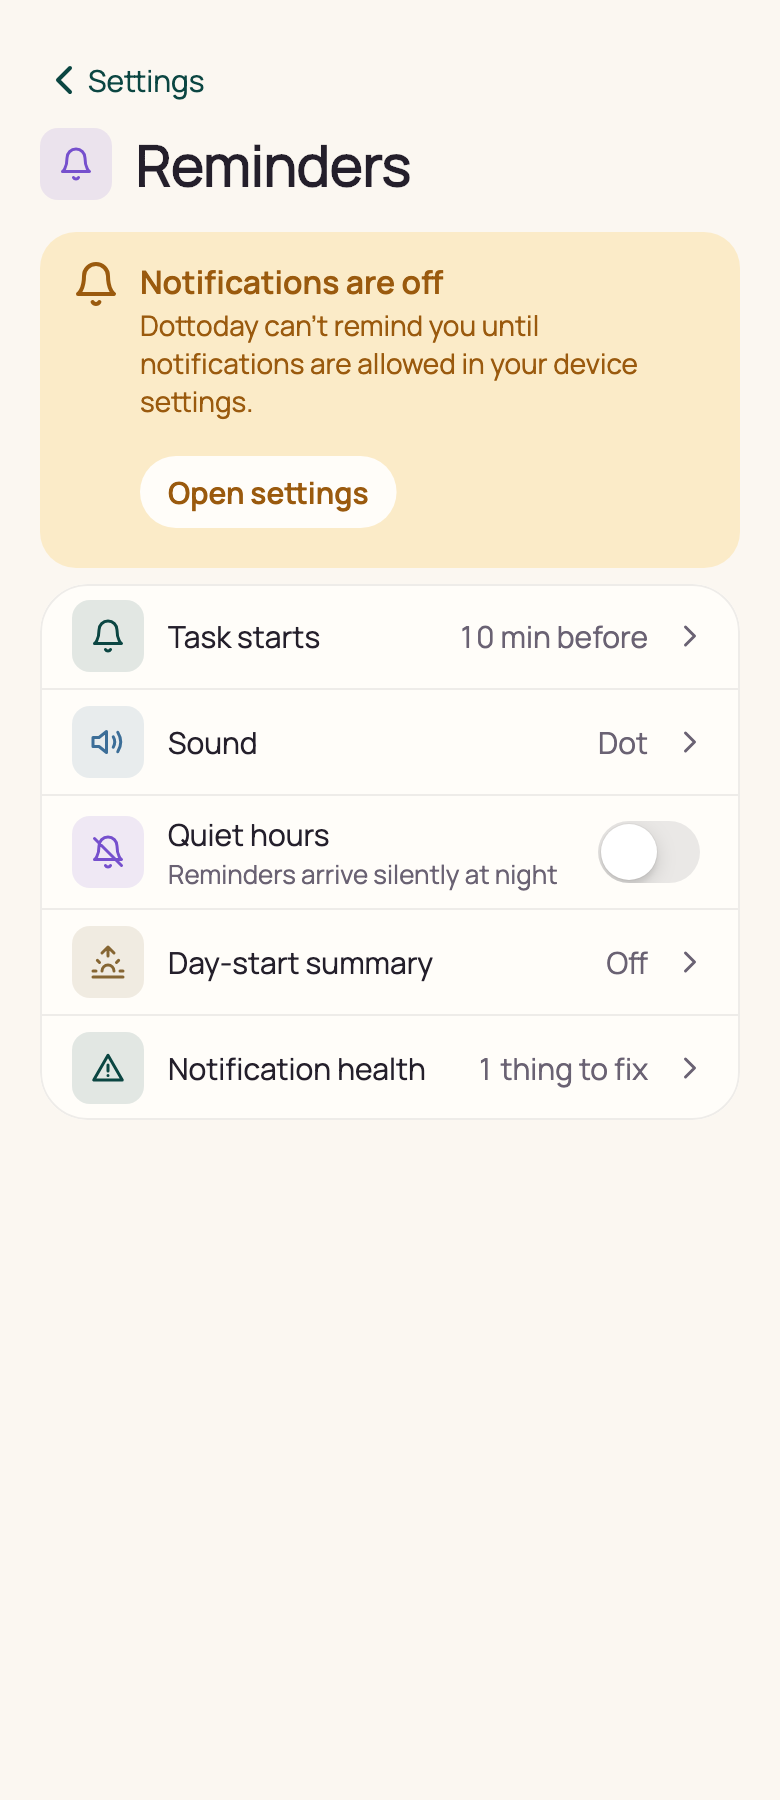 Settings
Reminders
Notifications are off
Dottoday can't remind you until
notifications are allowed in your device
settings.
Open settings
Task starts 10 min before
Sound Dot
Quiet hours
Reminders arrive silently at night
Day-start summary Off
Notification health 1 thing to fix